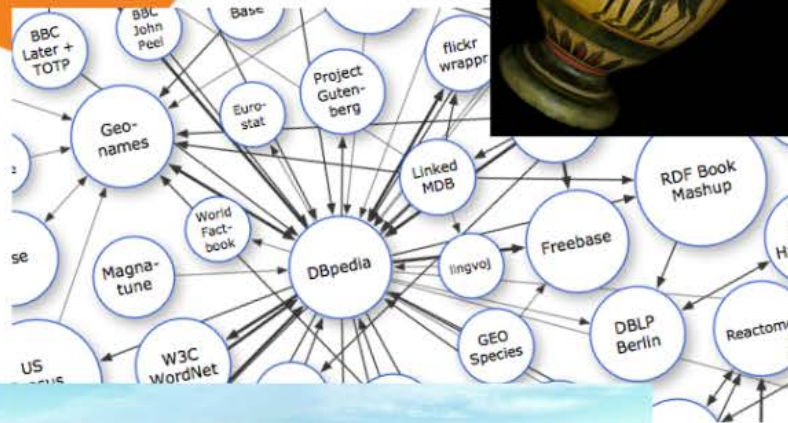 BBC
Later +
TOTP
BBC
John
Peel
Base
flickr
wrappr
Project
Guten-
berg
Euro-
stat
Geo-
names
Linked
MDB
RDF Book
Mashup
World
Fact-
book
Freebase
DBpedia
lingvoj
Magna-
tune
se
DBLP
Berlin
Reactome
GEO
Species
W3C
WordNet
US